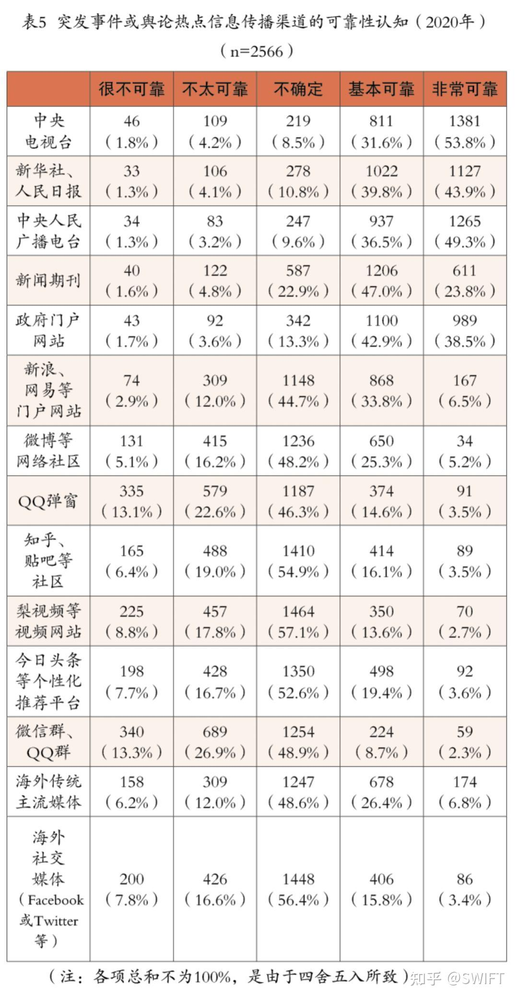 表5 突发事件或舆论热点信息传播渠道的可靠性认知（2020年）
（n=2566）
很不可靠 不太可靠 不确定 基本可靠 非常可靠
中央
电视台
46 109 219 811 1381
（1.8%） （4.2%） （8.5%） （31.6%） （53.8%）
新华社、
人民日报
33 106 278 1022 1127
（1.3%） （4.1%） （10.8%） （39.8%） （43.9%）
中央人民
广播电台
34 83 247 937 1265
（1.3%） （3.2%） （9.6%） （36.5%） （49.3%）
新闻期刊
40 122 587 1206 611
（1.6%） （4.8%） （22.9%） （47.0%） （23.8%）
政府门户
网站
43 92 342 1100 989
（1.7%） （3.6%） （13.3%） （42.9%） （38.5%）
新浪、
网易等
门户网站
74 309 1148 868 167
（2.9%） （12.0%） （44.7%） （33.8%） （6.5%）
微博等
网络社区
131 415 1236 650 34
（5.1%） （16.2%） （48.2%） （25.3%） （5.2%）
QQ弹窗
335 579 1187 374 91
（13.1%） （22.6%） （46.3%） （14.6%） （3.5%）
知乎、
贴吧等
社区
165 488 1410 414 89
（6.4%） （19.0%） （54.9%） （16.1%） （3.5%）
梨视频等
视频网站
225 457 1464 350 70
（8.8%） （17.8%） （57.1%） （13.6%） （2.7%）
今日头条
等个性化
推荐平台
198 428 1350 498 92
（7.7%） （16.7%） （52.6%） （19.4%） （3.6%）
微信群、
QQ群
340 689 1254 224 59
（13.3%） （26.9%） （48.9%） （8.7%） （2.3%）
海外传统
主流媒体
158 309 1247 678 174
（6.2%） （12.0%） （48.6%） （26.4%） （6.8%）
海外
社交
媒体
（Facebook
或Twitter
等）
200 426 1448 406 86
（7.8%） （16.6%） （56.4%） （15.8%） （3.4%）
（注：各项总和不为100%，是由于四舍五入所致）
知乎 @SWIFT